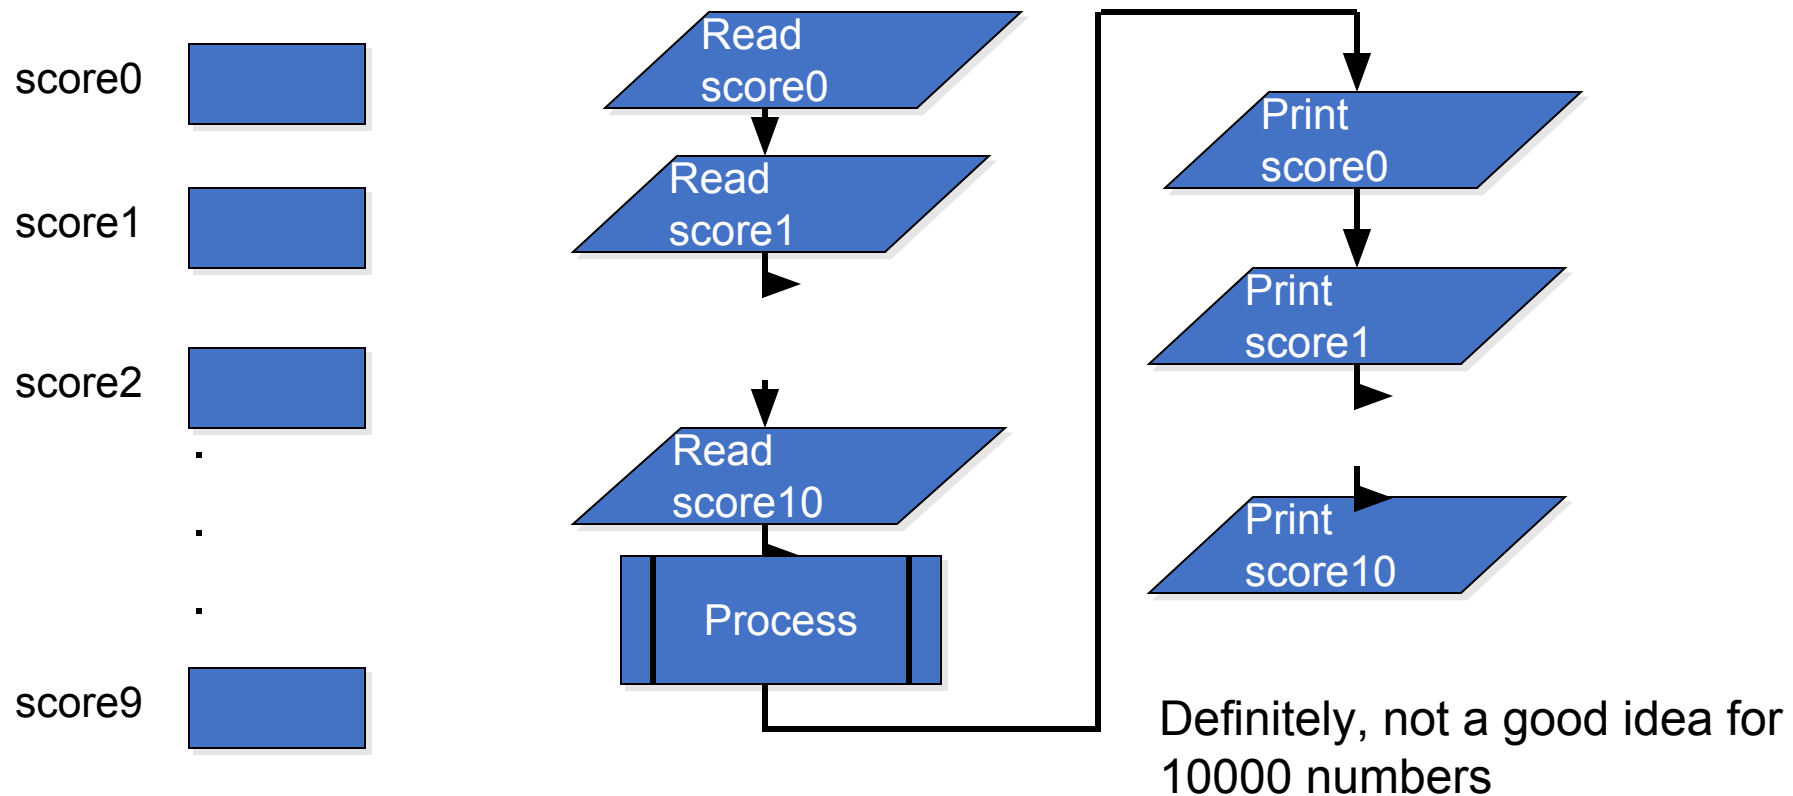 score0
score1
score2
.
.
.
score9
Read
score0
Read
score1
Read
score10
Process
Print
score0
Print
score1
Print
score10
Definitely, not a good idea for
10000 numbers